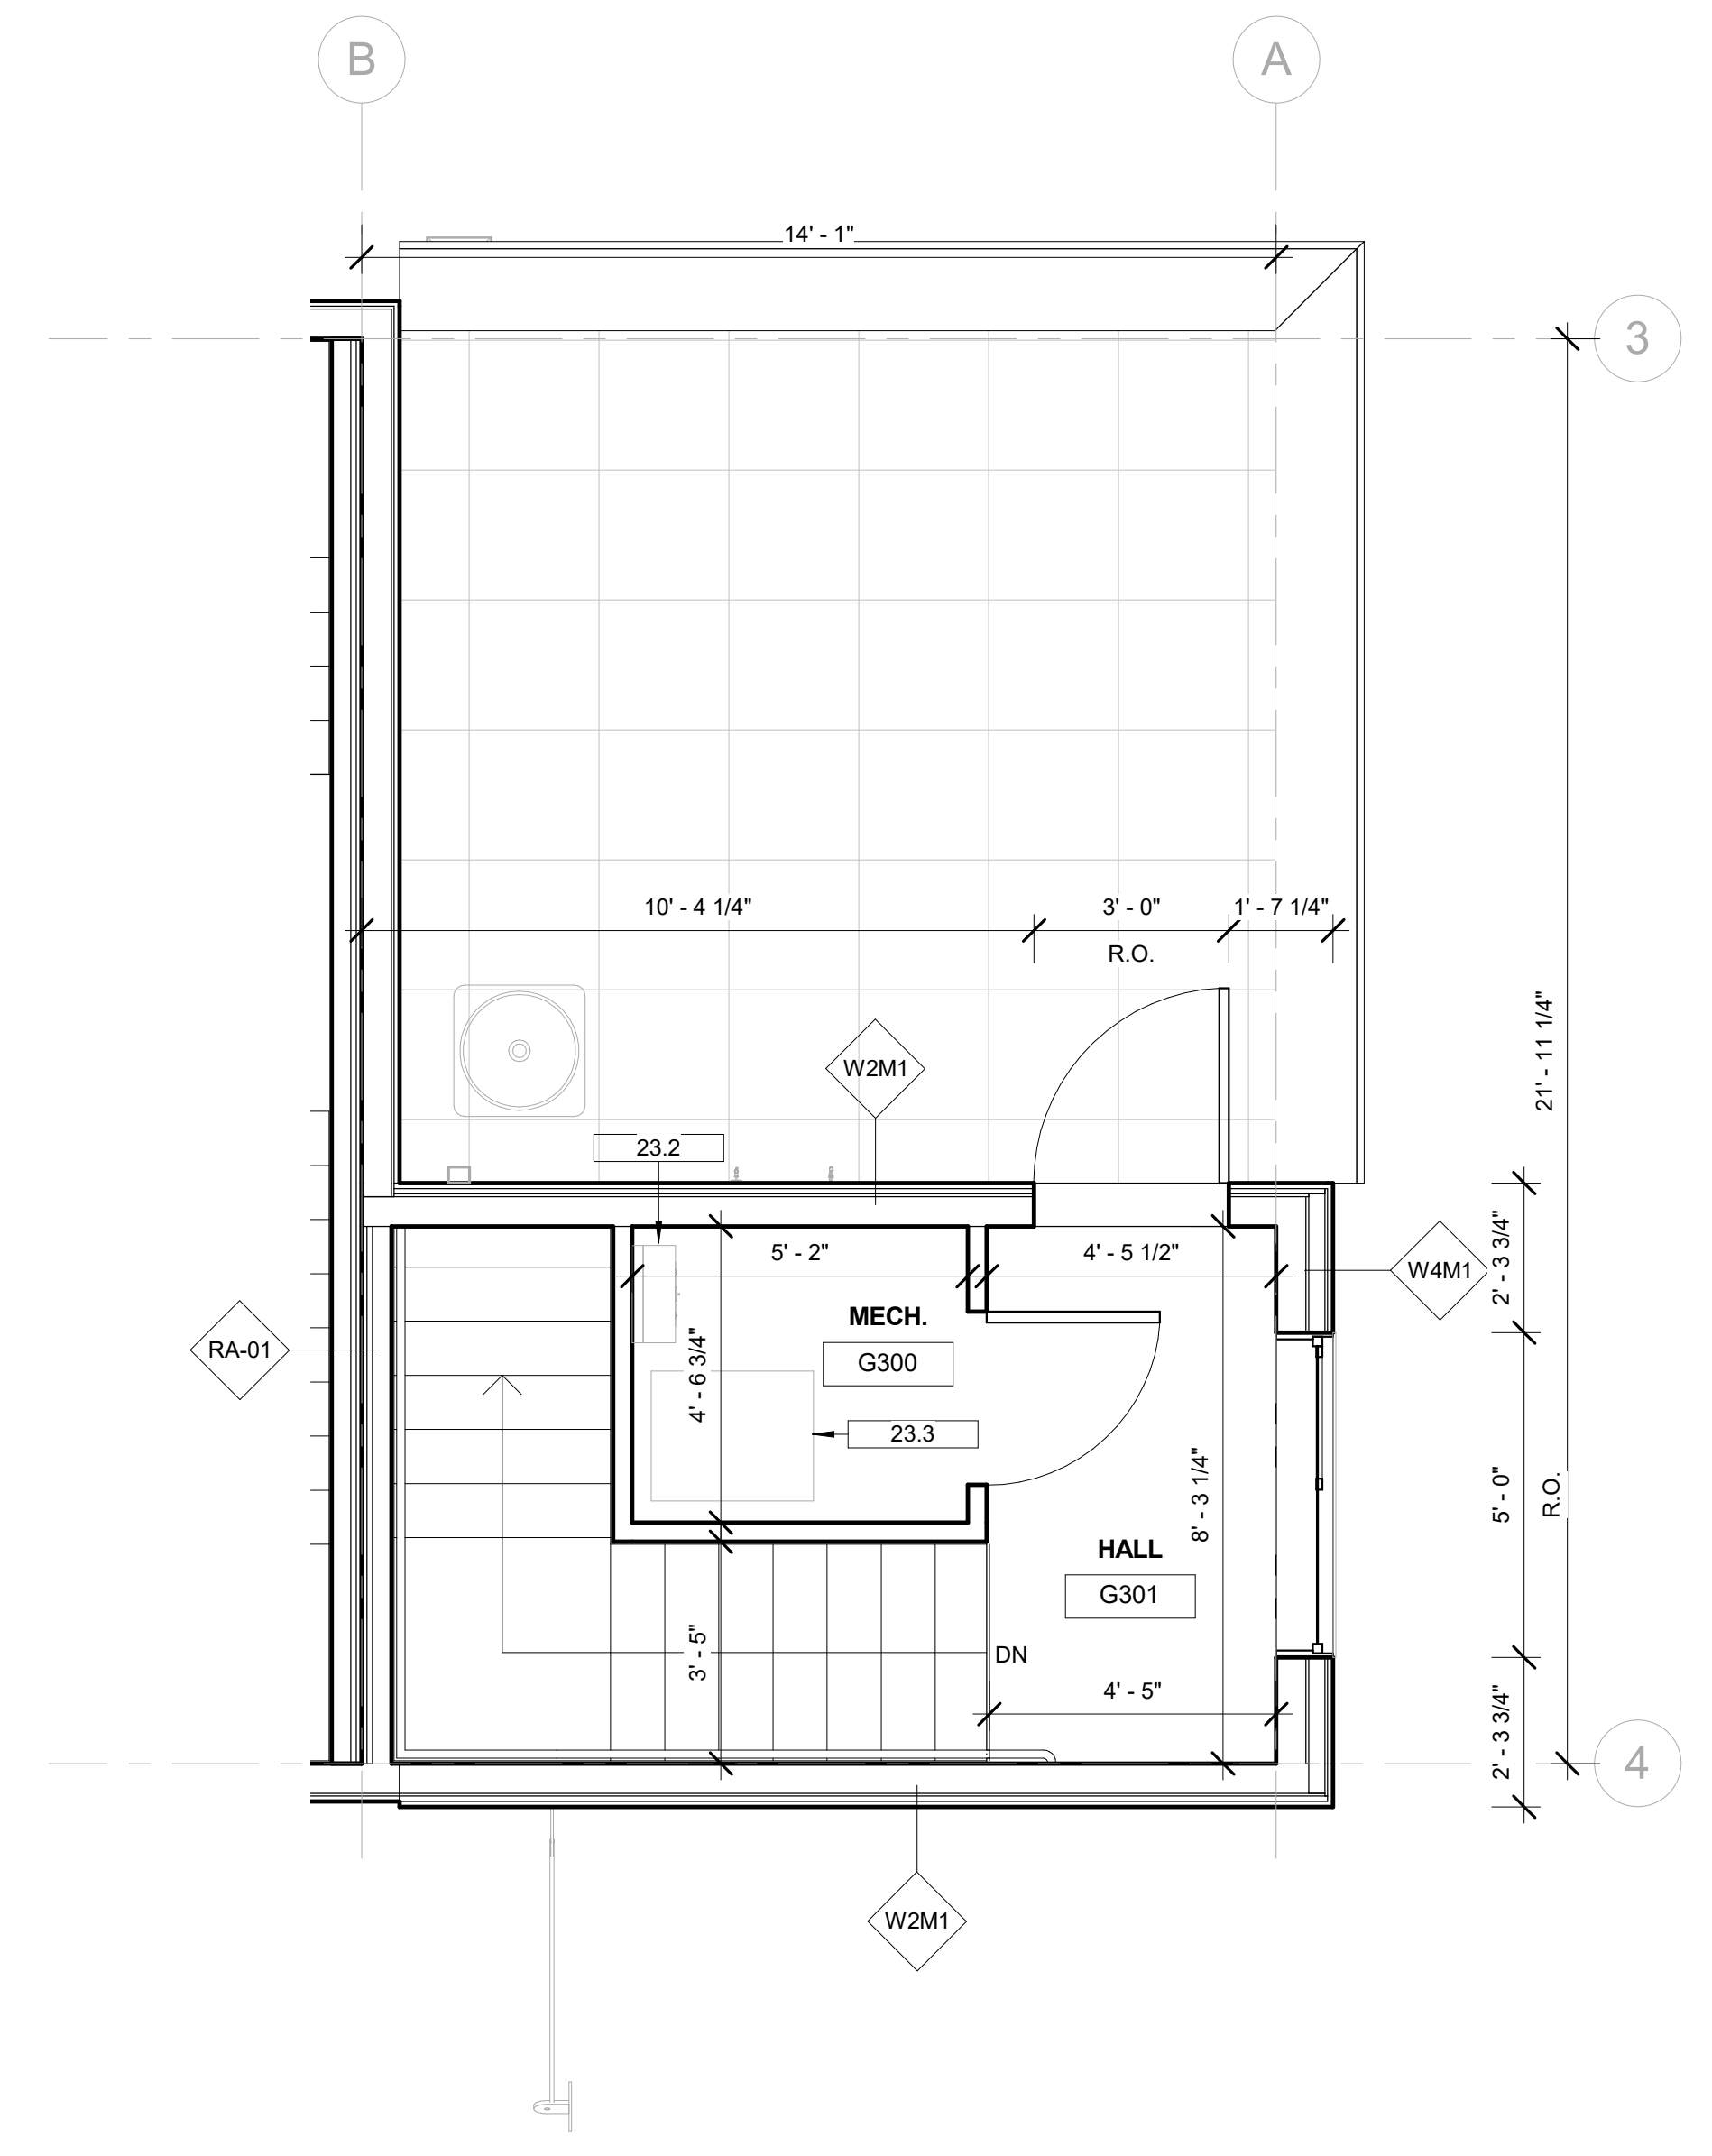 B
A
14' - 1"
3
10' - 4 1/4"
3' - 0"
1' - 7 1/4"
R.O.
21' - 11 1/4"
W2M1
23.2
5' - 2"
4' - 5 1/2"
W4M1
2' - 3 3/4"
MECH.
G300
RA-01
4' - 6 3/4"
23.3
8' - 3 1/4"
5' - 0"
R.O.
HALL
G301
3' - 5"
DN
4' - 5"
2' - 3 3/4"
4
W2M1